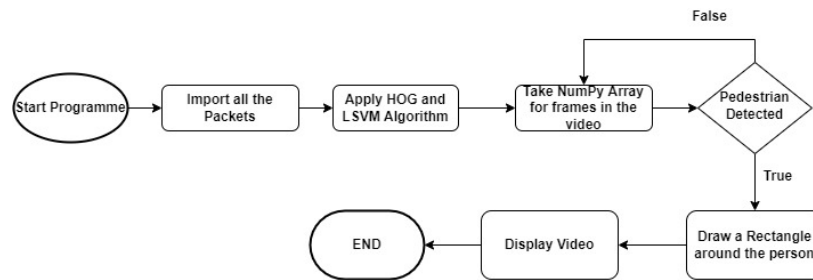 False
Start Programme
Import all the
Packets
Apply HOG and
LSVM Algorithm
Take NumPy Array
for frames in the
video
Pedestrian
Detected
True
END
Display Video
Draw a Rectangle
around the person